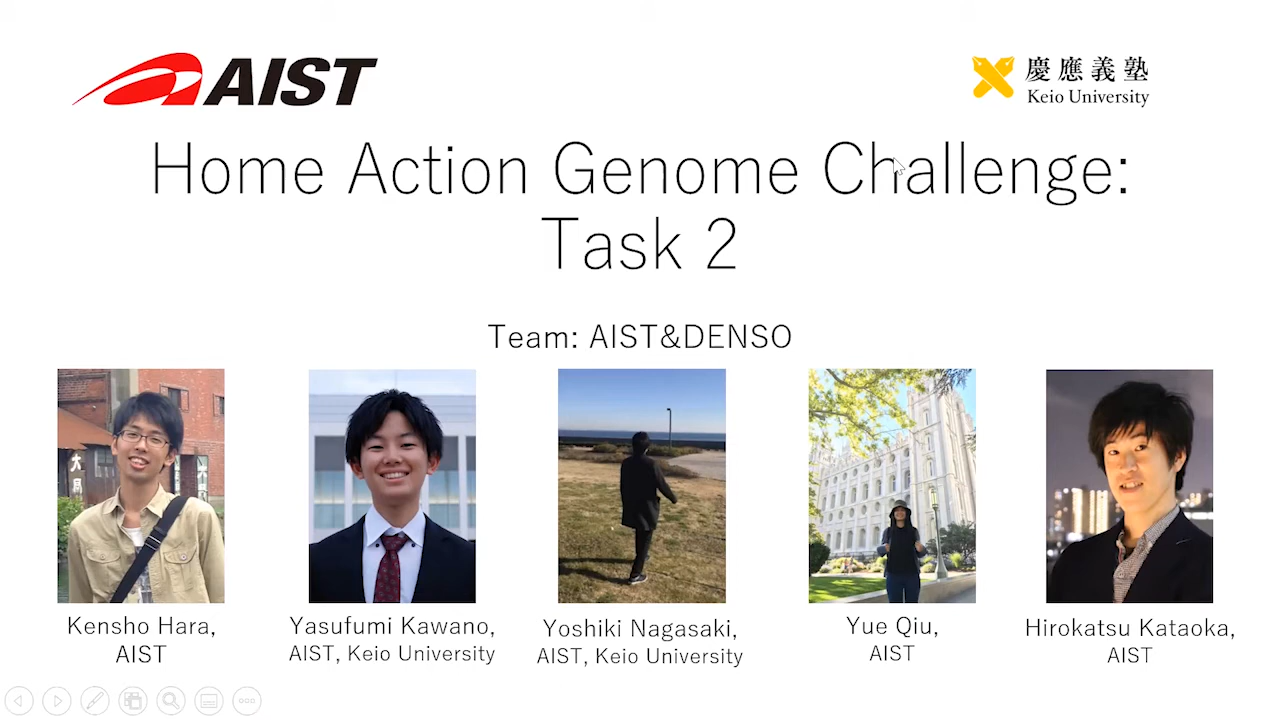 AIST
慶應義塾
Keio University
Home Action Genome Challenge:
Task 2
Team: AIST&DENSO
大
Kensho Hara,
AIST
Yasufumi Kawano,
AIST, Keio University
Yoshiki Nagasaki,
AIST, Keio University
Yue Qiu,
AIST
Hirokatsu Kataoka,
AIST